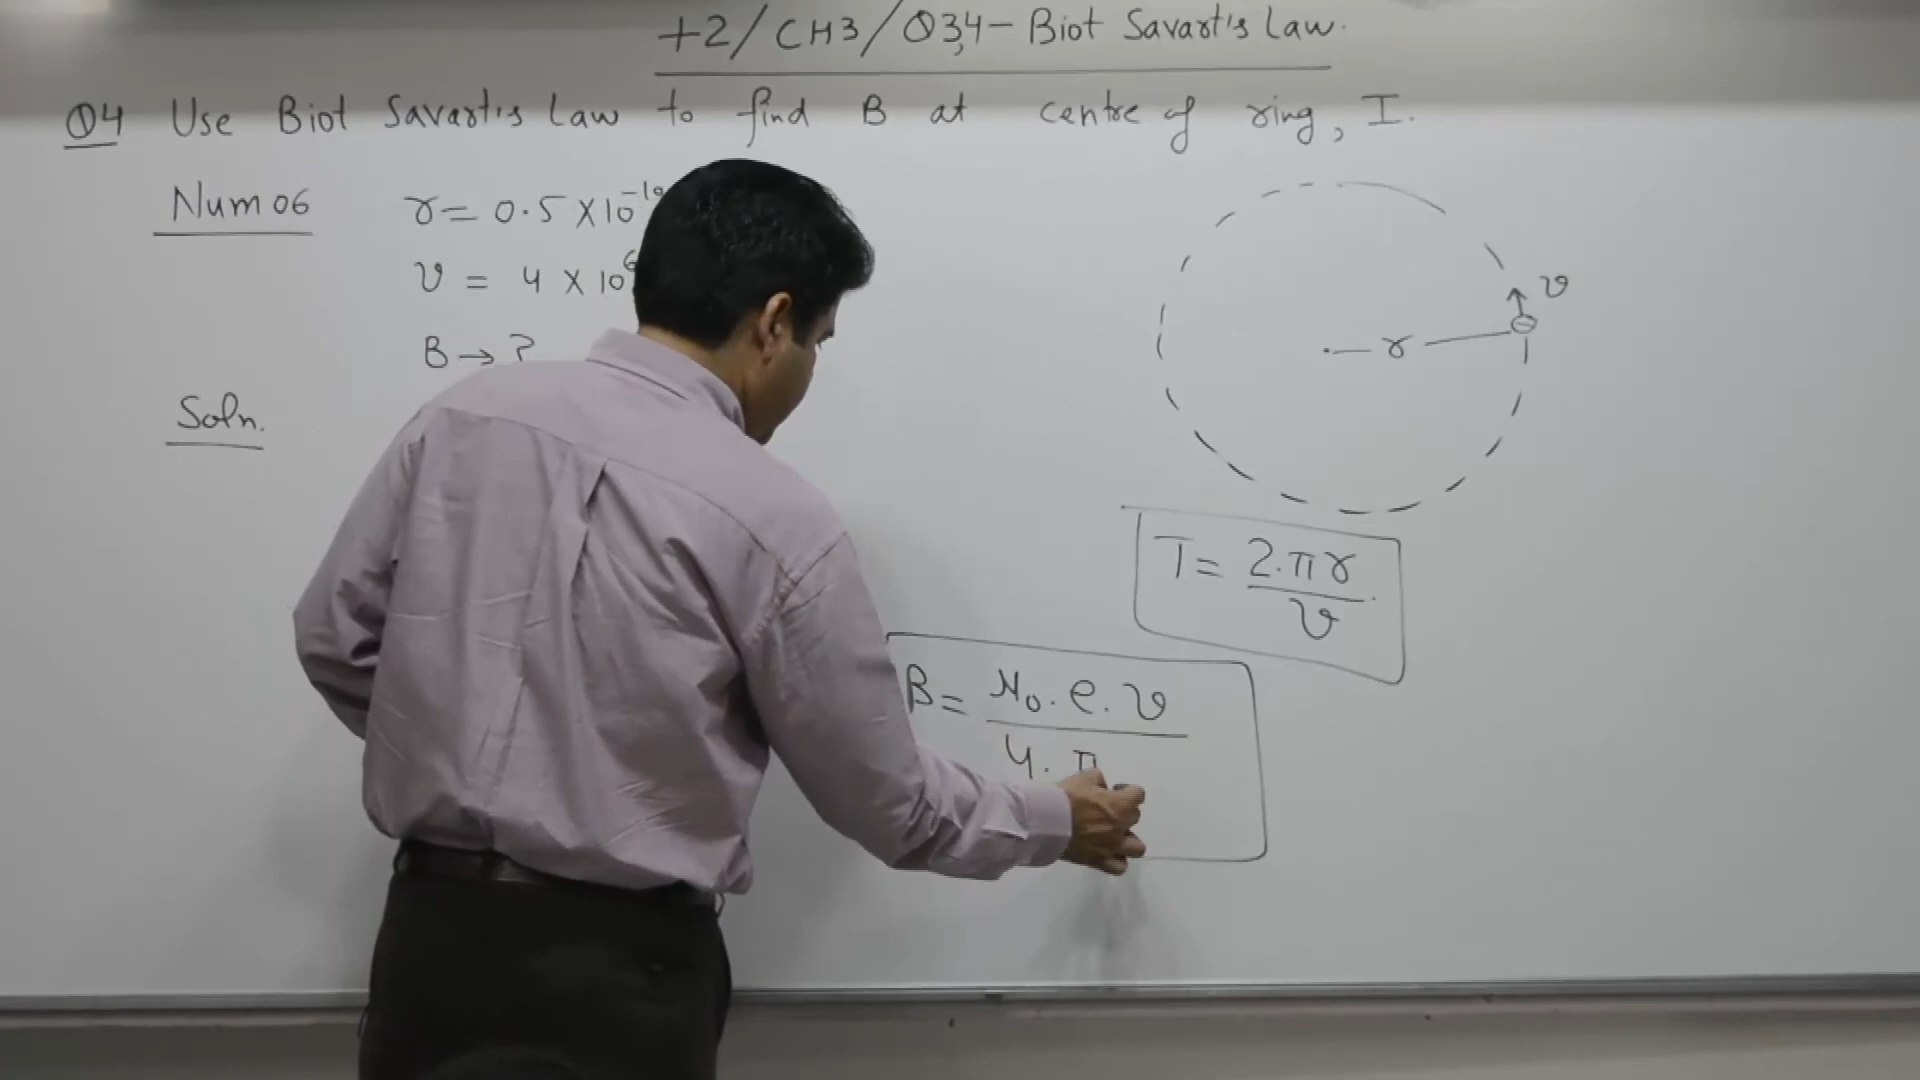 +2/CH3/Q3,4-Biot Savart's Law.
Q4 Use Biot Savart's Law to find B at centre of ring, I.
Num 06
r = 0.5 × 10⁻¹⁰
v = 4 × 10⁶
B → ?
Soln.
v
r
T = 2.πr / v
B = μ₀.e.v / 4.π